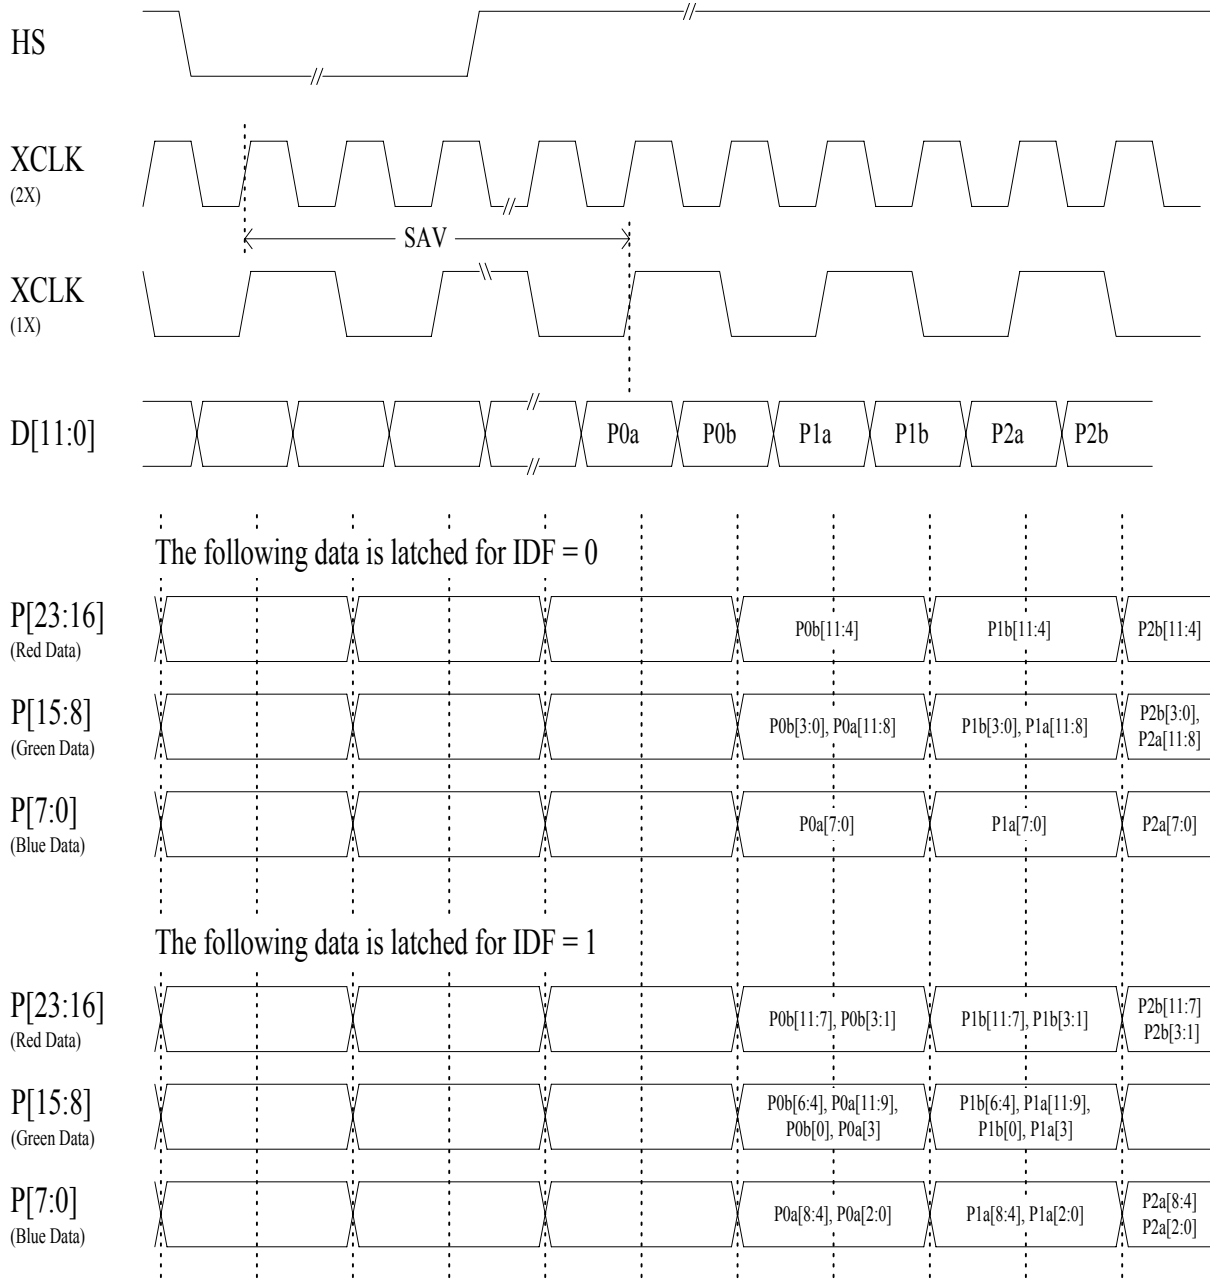 HS
XCLK
(2X)
SAV
XCLK
(1X)
D[11:0]
P0a P0b P1a P1b P2a P2b
The following data is latched for IDF = 0
P[23:16]
(Red Data)
P0b[11:4] P1b[11:4] P2b[11:4]
P[15:8]
(Green Data)
P0b[3:0], P0a[11:8] P1b[3:0], P1a[11:8] P2b[3:0],
P2a[11:8]
P[7:0]
(Blue Data)
P0a[7:0] P1a[7:0] P2a[7:0]
The following data is latched for IDF = 1
P[23:16]
(Red Data)
P0b[11:7], P0b[3:1] P1b[11:7], P1b[3:1] P2b[11:7]
P2b[3:1]
P[15:8]
(Green Data)
P0b[6:4], P0a[11:9], P1b[6:4], P1a[11:9],
P0b[0], P0a[3] P1b[0], P1a[3]
P[7:0]
(Blue Data)
P0a[8:4], P0a[2:0] P1a[8:4], P1a[2:0] P2a[8:4]
P2a[2:0]